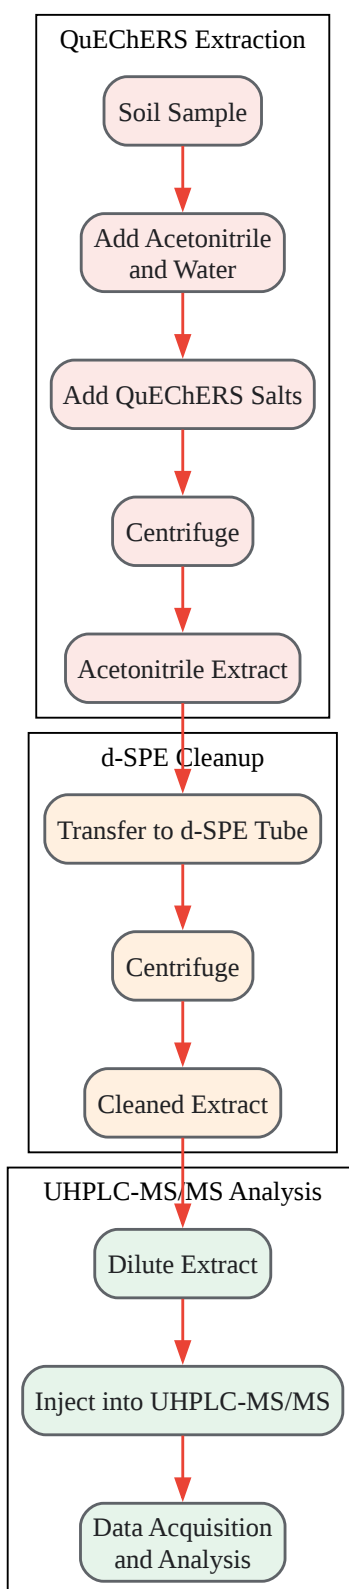 QuEChERS Extraction
Soil Sample
Add Acetonitrile
and Water
Add QuEChERS Salts
Centrifuge
Acetonitrile Extract
d-SPE Cleanup
Transfer to d-SPE Tube
Centrifuge
Cleaned Extract
UHPLC-MS/MS Analysis
Dilute Extract
Inject into UHPLC-MS/MS
Data Acquisition
and Analysis